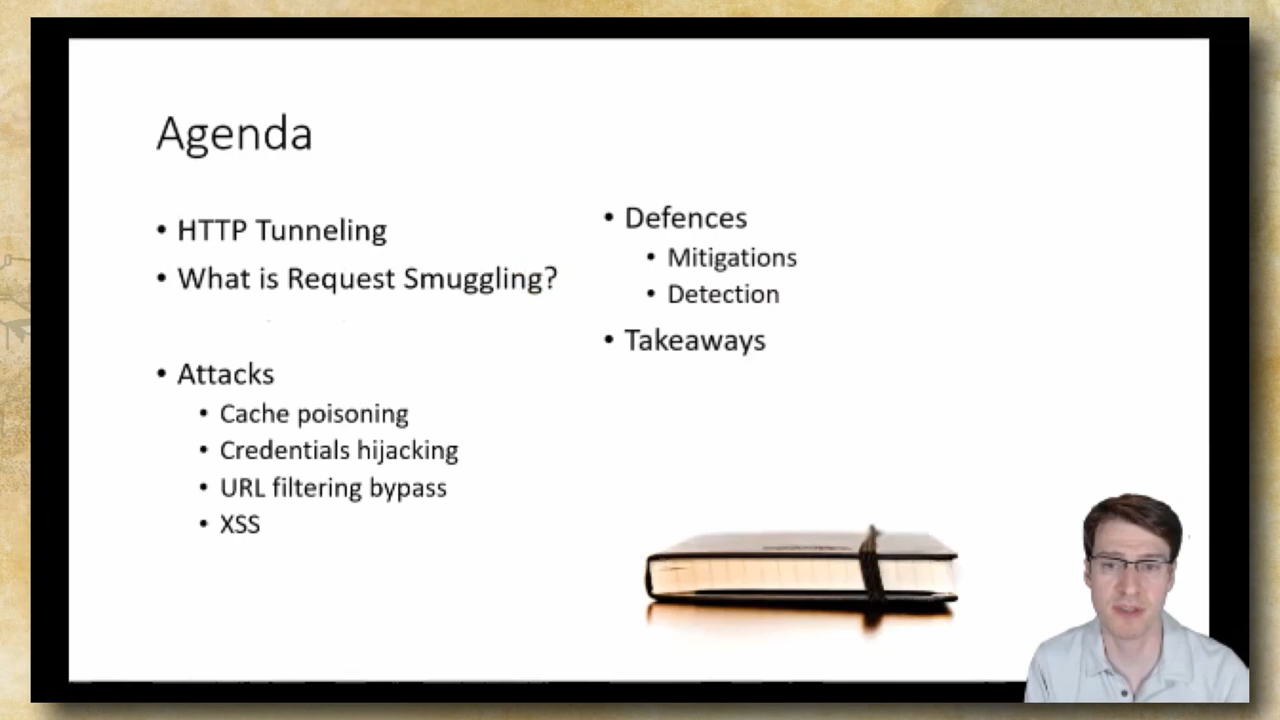 Agenda
• HTTP Tunneling
• What is Request Smuggling?
• Attacks
• Cache poisoning
• Credentials hijacking
• URL filtering bypass
• XSS
• Defences
• Mitigations
• Detection
• Takeaways